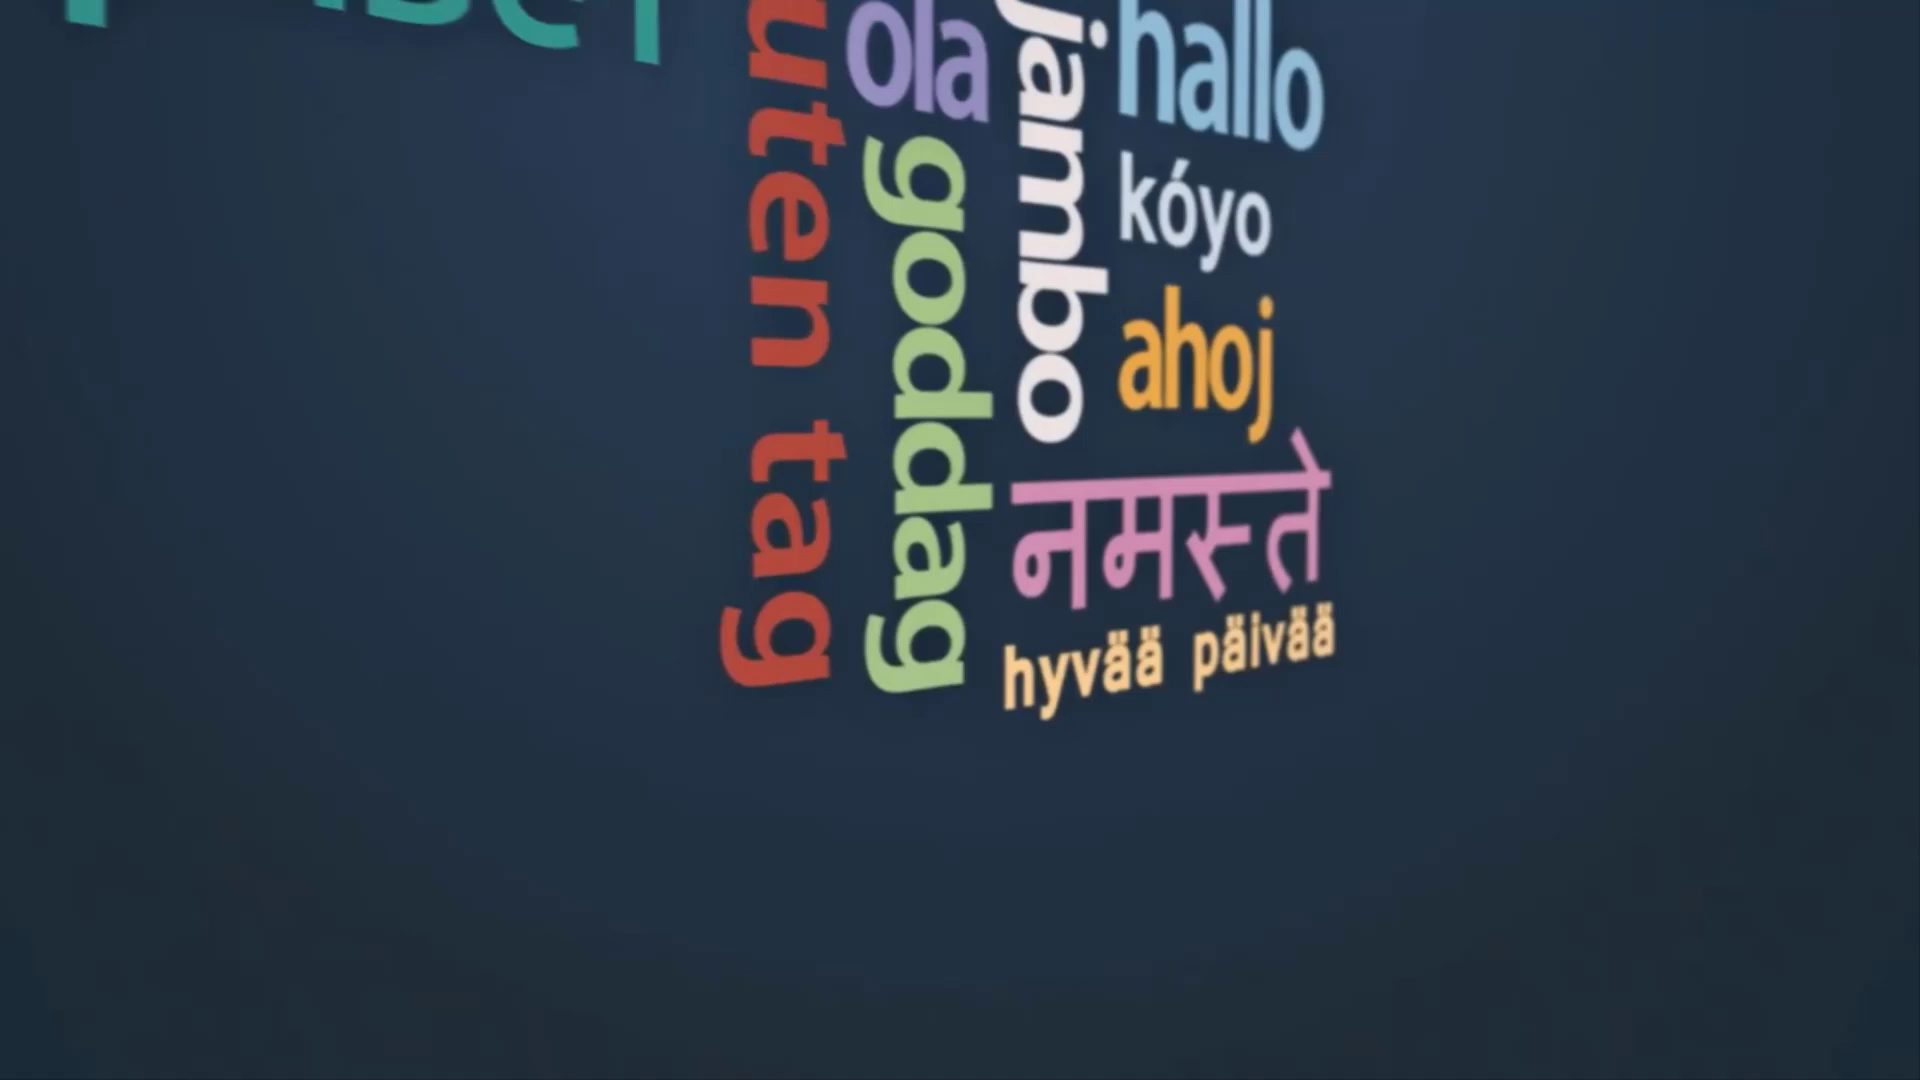 uten tag
ola
goddag
jambo
hallo
kóyo
ahoj
नमस्ते
hyvää päivää